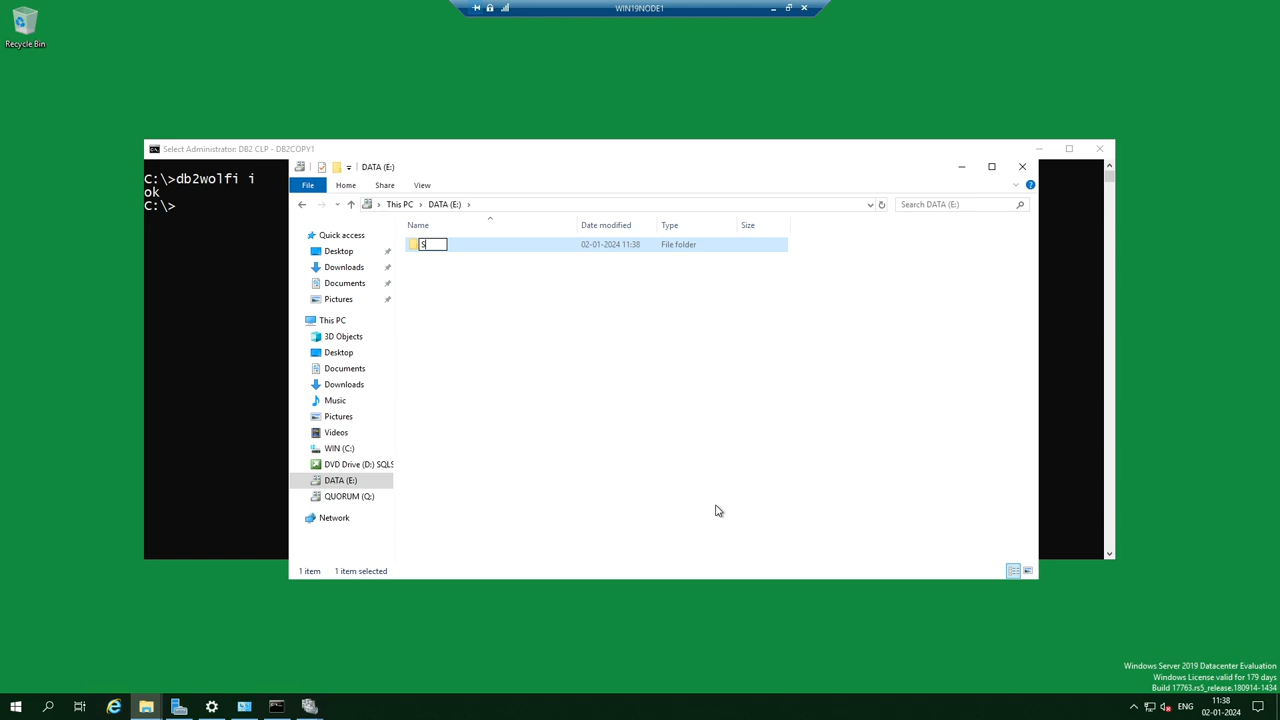 WIN19NODE1
Recycle Bin
Select Administrator: DB2 CLP - DB2COPY1
C:\>db2wolfi i
ok
C:\>
DATA (E:)
File Home Share View
This PC DATA (E:)
Search DATA (E:)
Name Date modified Type Size
S 02-01-2024 11:38 File folder
Quick access
Desktop
Downloads
Documents
Pictures
This PC
3D Objects
Desktop
Documents
Downloads
Music
Pictures
Videos
WIN (C:)
DVD Drive (D:) SQLS
DATA (E:)
QUORUM (Q:)
Network
1 item 1 item selected
Windows Server 2019 Datacenter Evaluation
Windows License valid for 179 days
Build 17763.rs5_release.180914-1434
ENG
11:38
02-01-2024